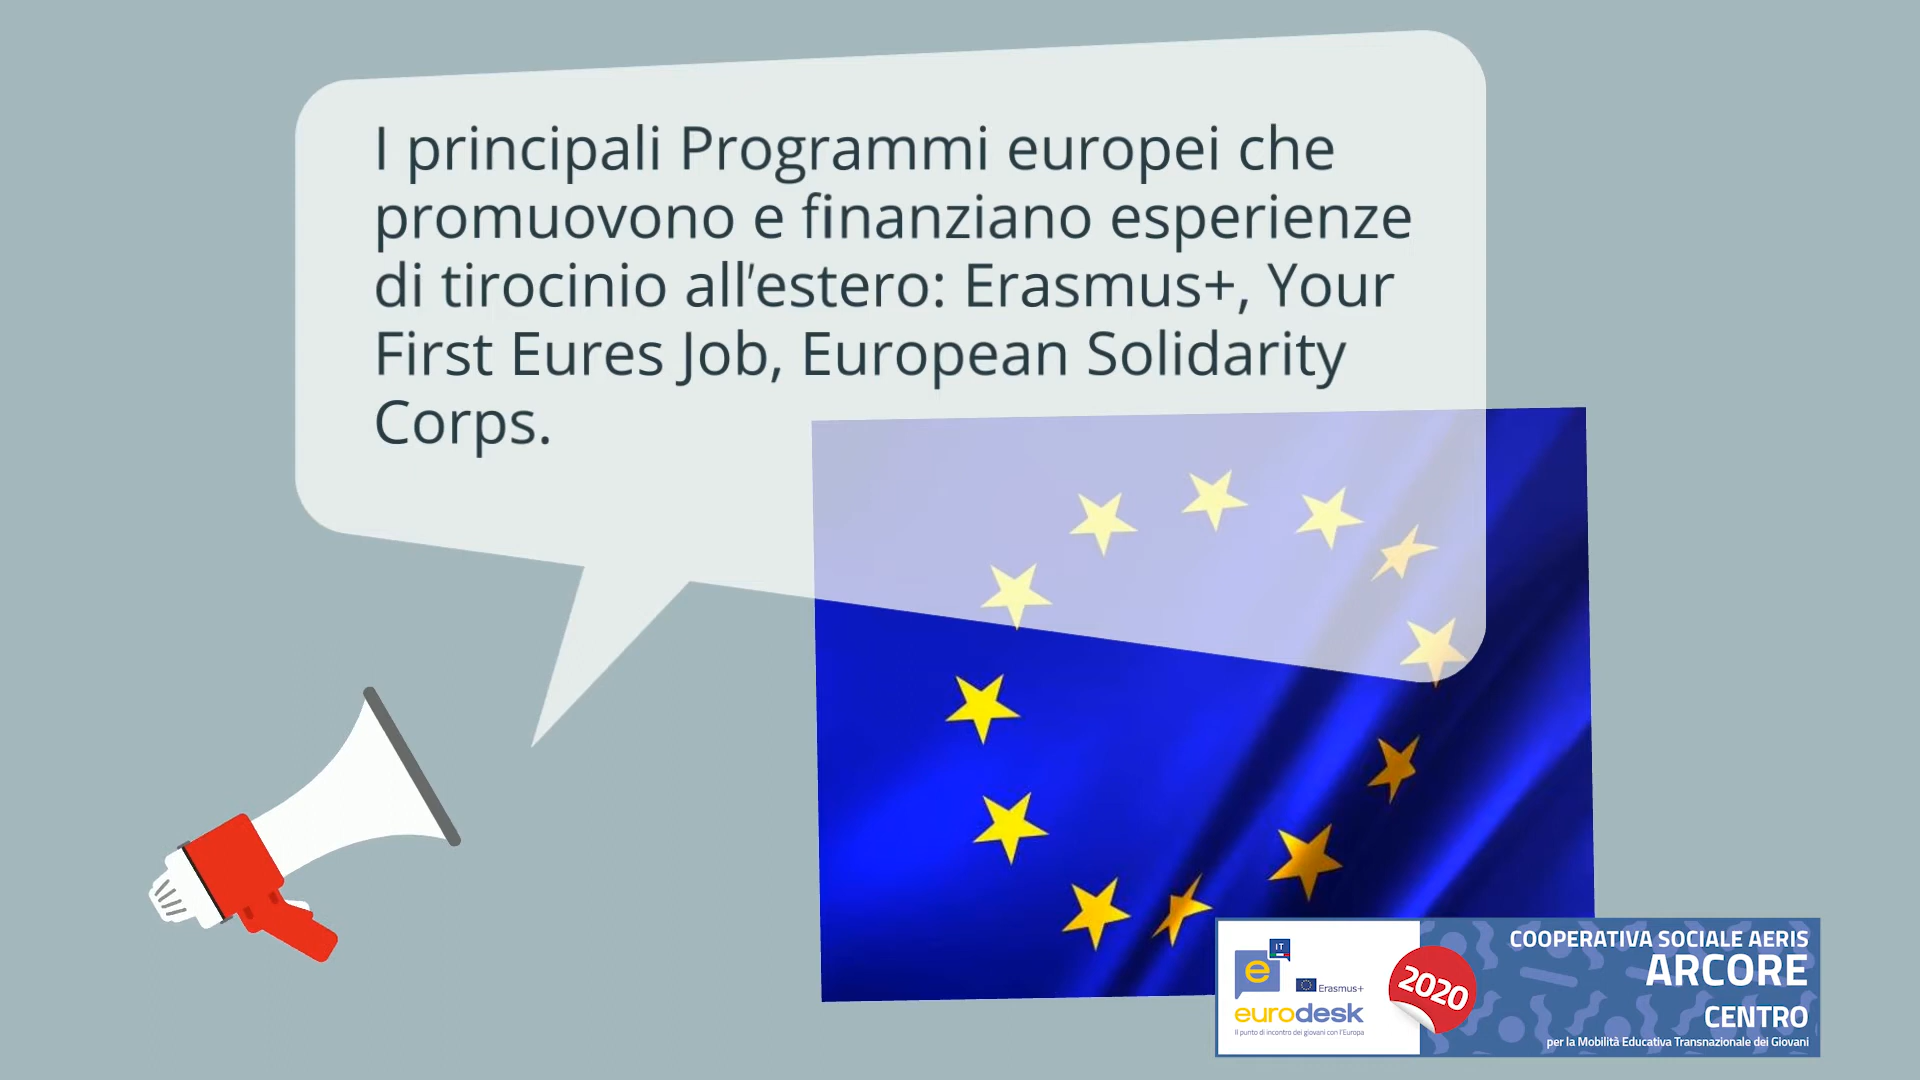 I principali Programmi europei che
promuovono e finanziano esperienze
di tirocinio all'estero: Erasmus+, Your
First Eures Job, European Solidarity
Corps.
IT
e
Erasmus+
eurodesk
Il punto di incontro dei giovani con l'Europa
2020
COOPERATIVA SOCIALE AERIS
ARCORE
CENTRO
per la Mobilità Educativa Transnazionale dei Giovani